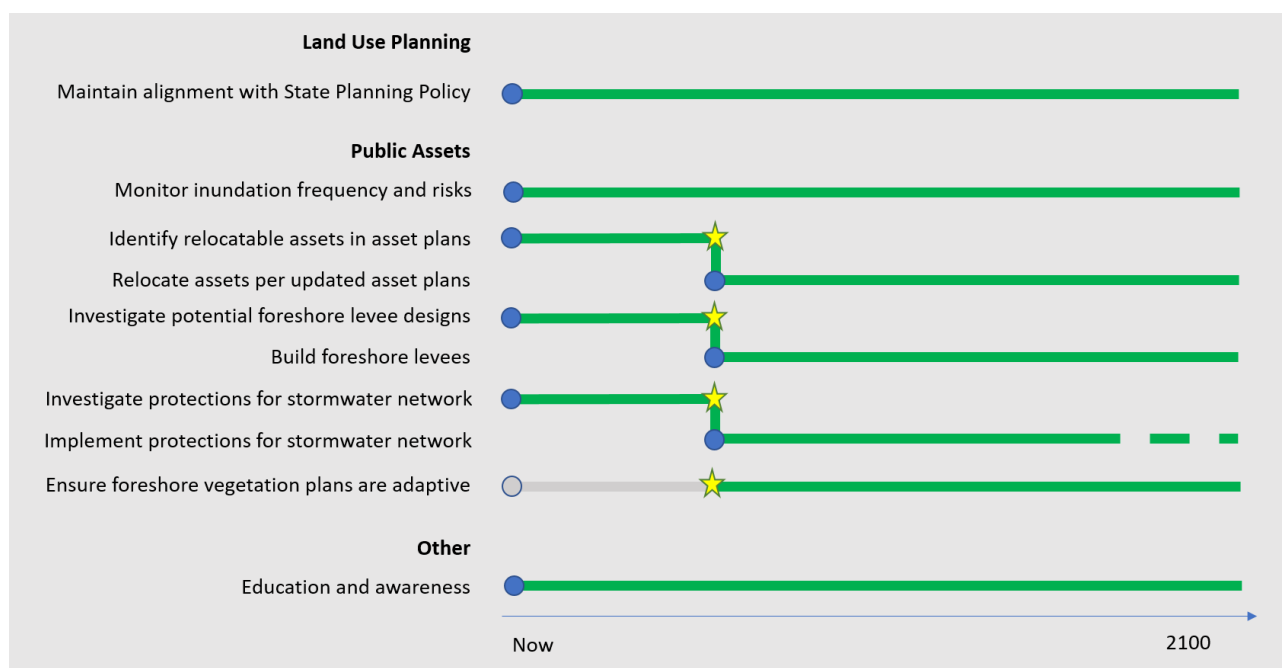 Land Use Planning
Maintain alignment with State Planning Policy
Public Assets
Monitor inundation frequency and risks
Identify relocatable assets in asset plans
Relocate assets per updated asset plans
Investigate potential foreshore levee designs
Build foreshore levees
Investigate protections for stormwater network
Implement protections for stormwater network
Ensure foreshore vegetation plans are adaptive
Other
Education and awareness
Now
2100